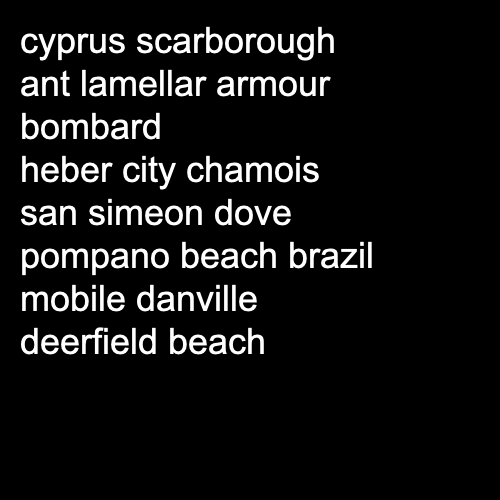 cyprus scarborough
ant lamellar armour
bombard
heber city chamois
san simeon dove
pompano beach brazil
mobile danville
deerfield beach